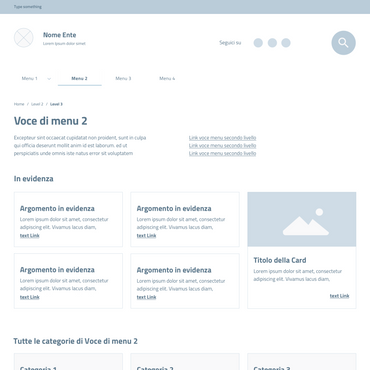 Type something
Nome Ente
Lorem ipsum dolor amet
Seguici su
Menu 1
Menu 2
Menu 3
Menu 4
Home / Level 2 / Level 3
Voce di menu 2
Excepteur sint occaecat cupidatat non proident, sunt in culpa
qui officia deserunt mollit anim id est laborum. ed ut
perspiciatis unde omnis iste natus error sit voluptatem
Link voce menu secondo livello
Link voce menu secondo livello
Link voce menu secondo livello
In evidenza
Argomento in evidenza
Lorem ipsum dolor sit amet, consectetur
adipiscing elit. Vivamus lacus diam,
text Link
Argomento in evidenza
Lorem ipsum dolor sit amet, consectetur
adipiscing elit. Vivamus lacus diam,
text Link
Argomento in evidenza
Lorem ipsum dolor sit amet, consectetur
adipiscing elit. Vivamus lacus diam,
text Link
Argomento in evidenza
Lorem ipsum dolor sit amet, consectetur
adipiscing elit. Vivamus lacus diam,
text Link
Titolo della Card
Lorem ipsum dolor sit amet, consectetur
adipiscing elit. Vivamus lacus diam,
text Link
Tutte le categorie di Voce di menu 2
Categoria 1
Categoria 2
Categoria 3